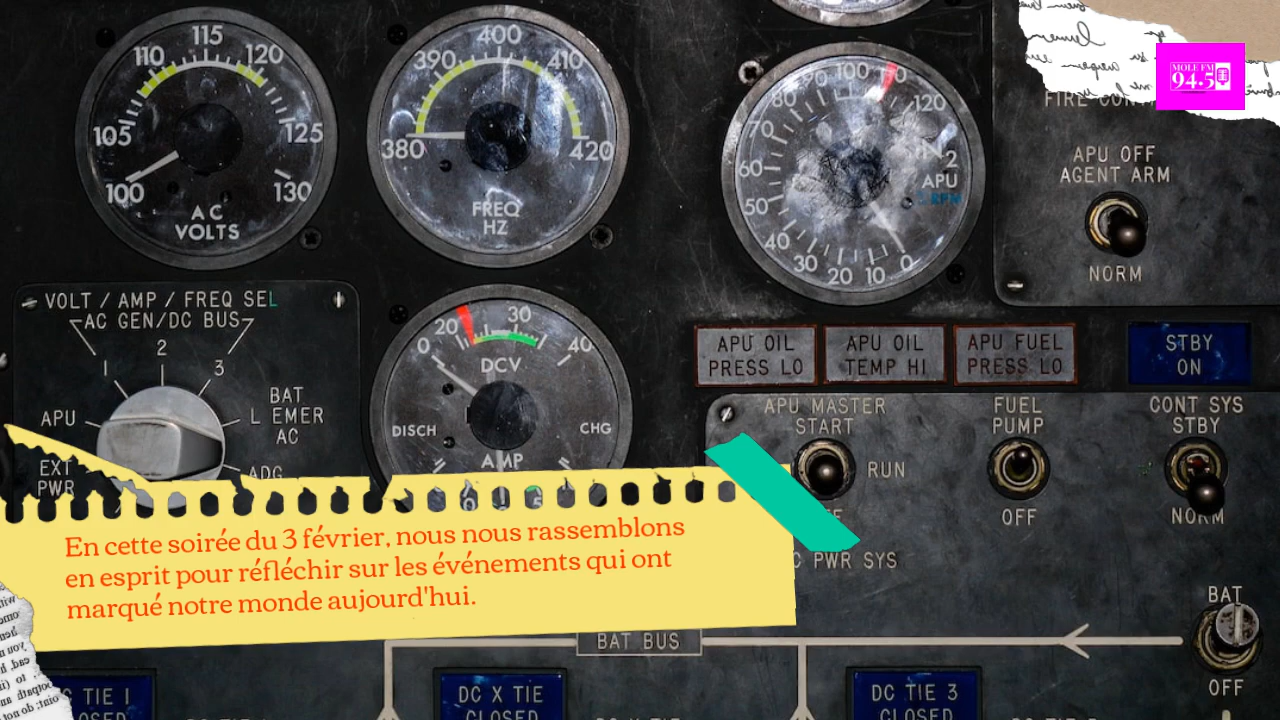 115
110
120
105
125
100
130
AC
VOLTS
400
390
410
380
420
FREQ
HZ
100
80
120
70
60
50
40
30
20
10
0
APU
MOLE FM
94.5
APU OFF
AGENT ARM
NORM
VOLT / AMP / FREQ SEL
AC GEN/DC BUS
1
2
3
APU
BAT
L EMER
AC
EXT
PWR
ADG
0
20
30
40
DCV
DISCH
CHG
AMP
APU OIL
PRESS LO
APU OIL
TEMP HI
APU FUEL
PRESS LO
STBY
ON
APU MASTER
START
RUN
FUEL
PUMP
OFF
CONT SYS
STBY
NORM
PWR SYS
En cette soirée du 3 février, nous nous rassemblons
en esprit pour réfléchir sur les événements qui ont
marqué notre monde aujourd'hui.
BAT BUS
BAT
OFF
TIE 1
DC X TIE
CLOSED
DC TIE 3
CLOSED